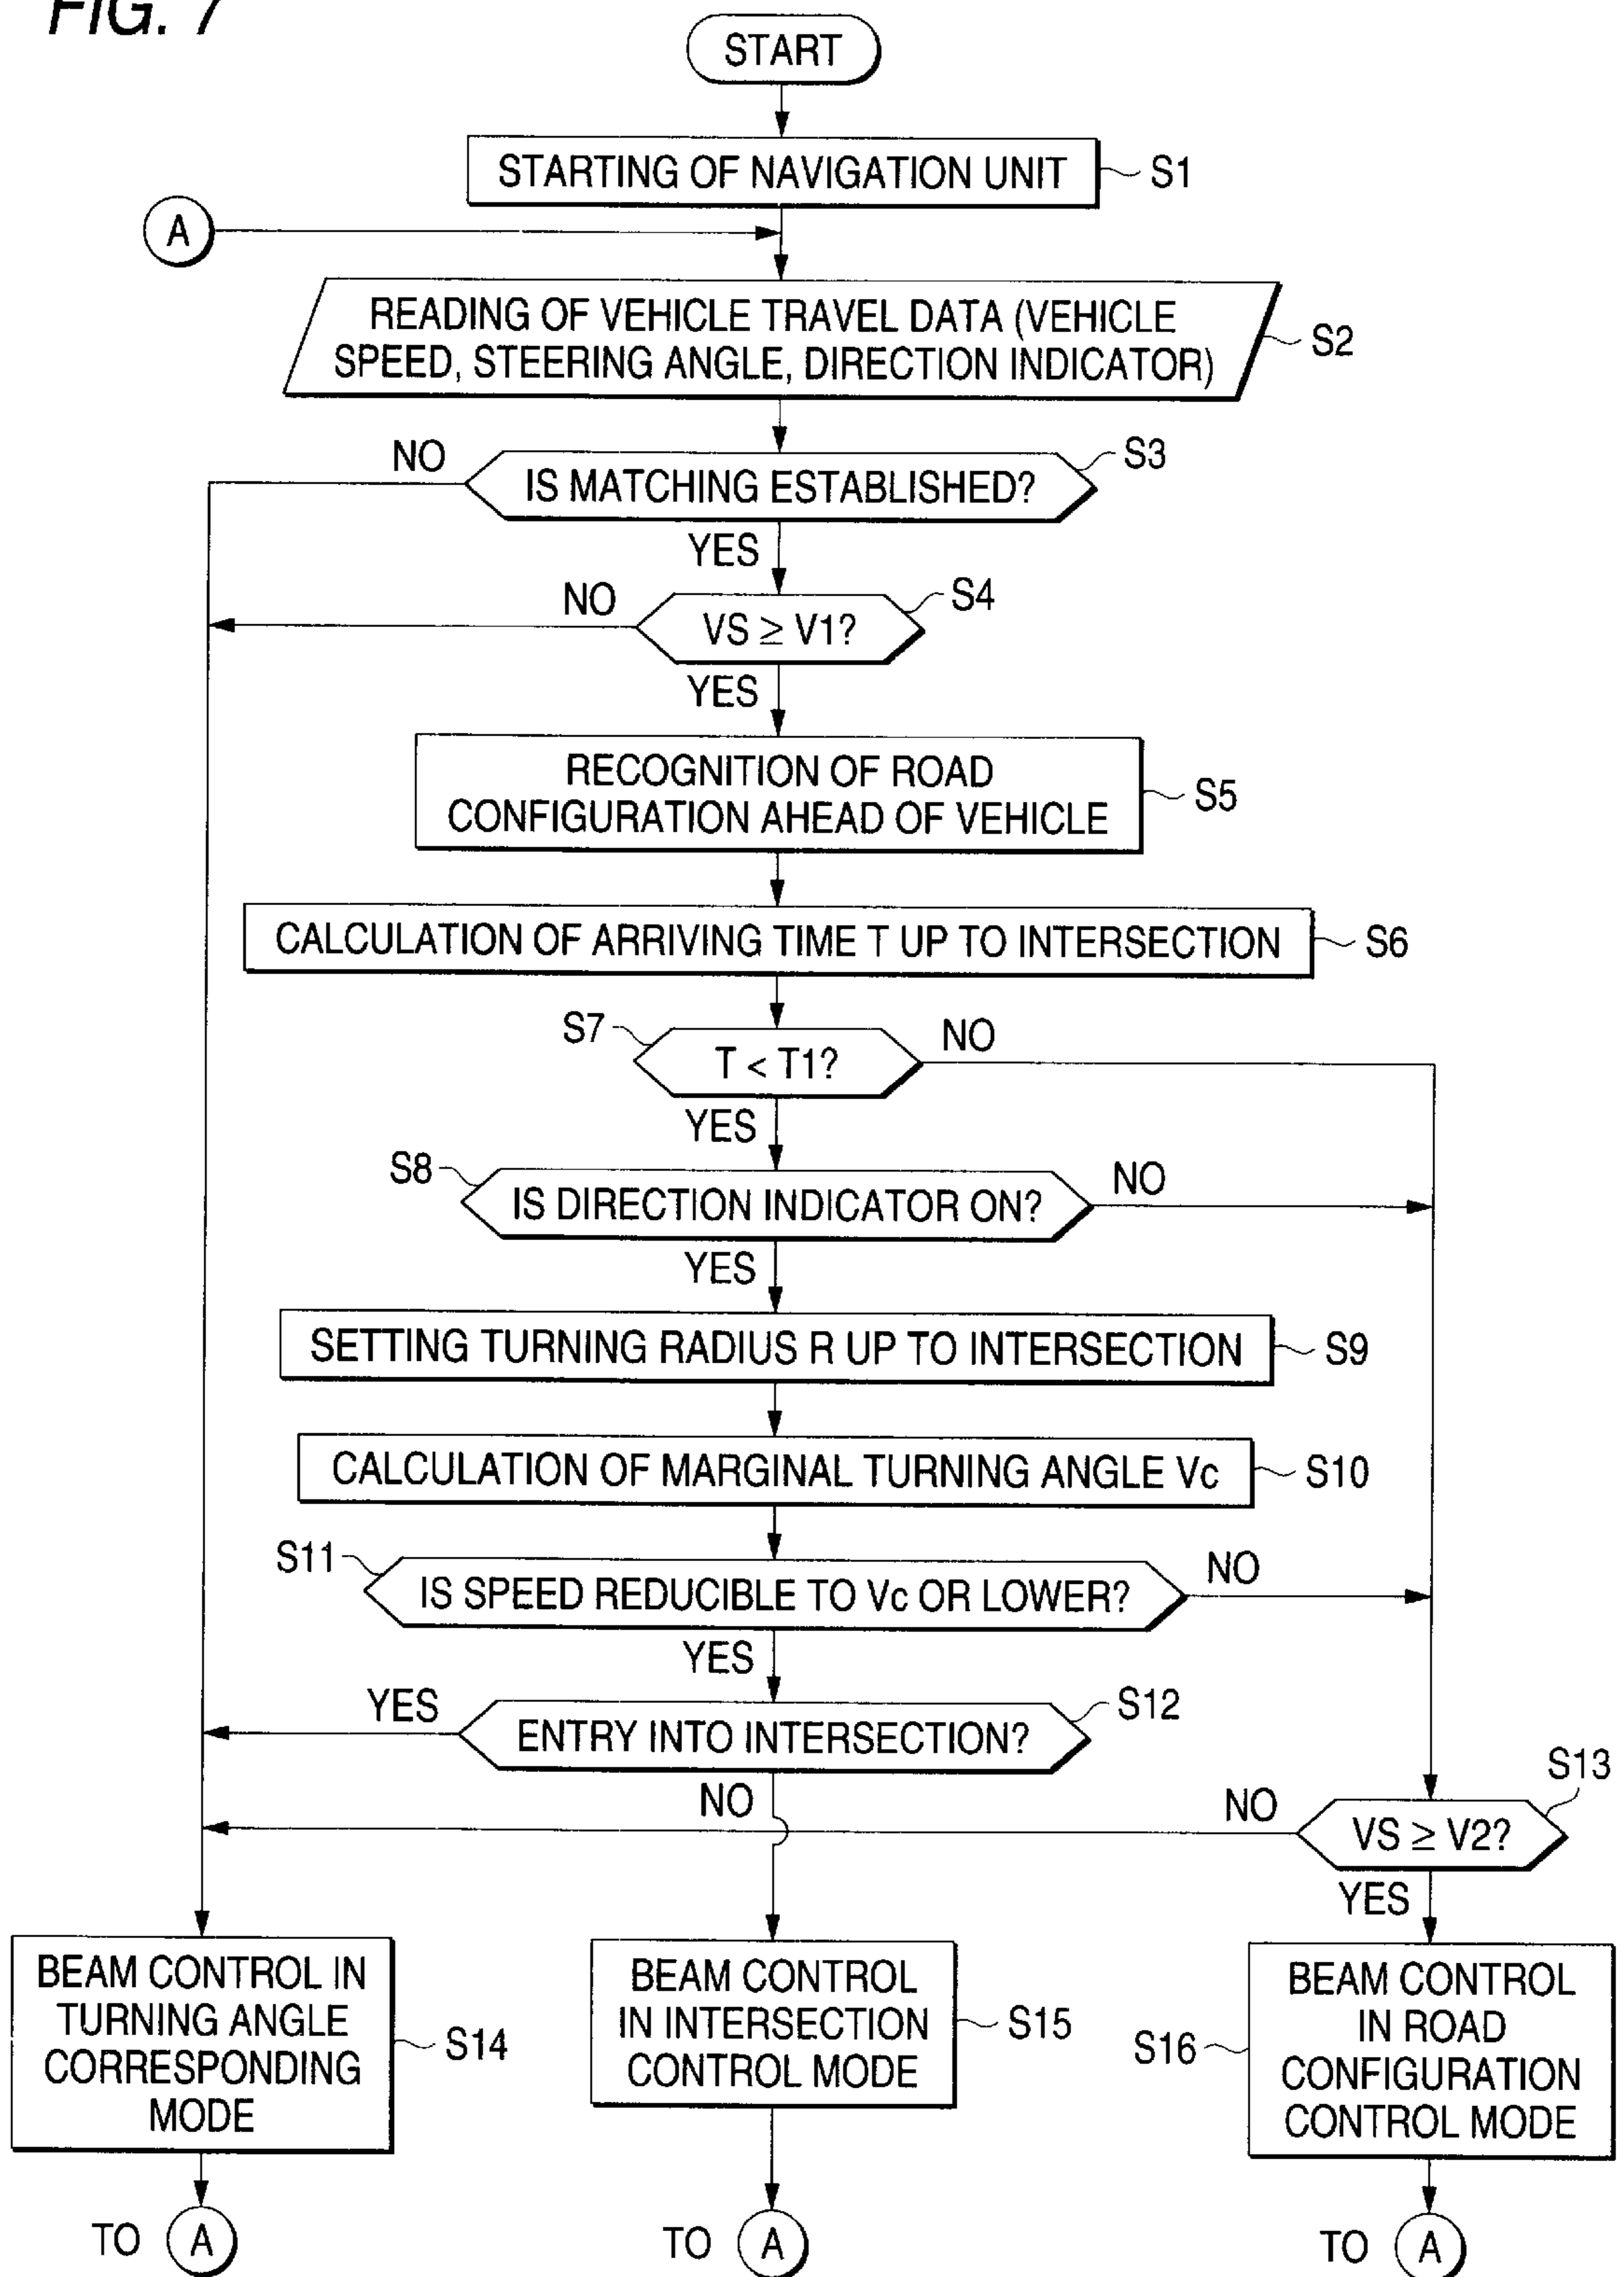 FIG. 7
START
STARTING OF NAVIGATION UNIT
S1
A
READING OF VEHICLE TRAVEL DATA (VEHICLE
SPEED, STEERING ANGLE, DIRECTION INDICATOR)
S2
NO
IS MATCHING ESTABLISHED?
S3
YES
NO
VS ≥ V1?
S4
YES
RECOGNITION OF ROAD
CONFIGURATION AHEAD OF VEHICLE
S5
CALCULATION OF ARRIVING TIME T UP TO INTERSECTION
S6
S7
T < T1?
NO
YES
S8
IS DIRECTION INDICATOR ON?
NO
YES
SETTING TURNING RADIUS R UP TO INTERSECTION
S9
CALCULATION OF MARGINAL TURNING ANGLE Vc
S10
S11
IS SPEED REDUCIBLE TO Vc OR LOWER?
NO
YES
YES
ENTRY INTO INTERSECTION?
S12
NO
NO
VS ≥ V2?
S13
YES
BEAM CONTROL IN
TURNING ANGLE
CORRESPONDING
MODE
S14
BEAM CONTROL
IN INTERSECTION
CONTROL MODE
S15
S16
BEAM CONTROL
IN ROAD
CONFIGURATION
CONTROL MODE
TO A
TO A
TO A